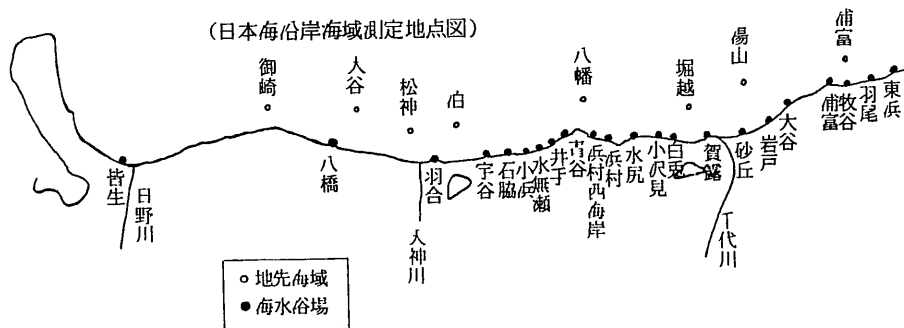 (日本海沿岸海域測定地点図)
御崎
大谷
松神
泊
八幡
堀越
湯山
浦富
皆生
日野川
八橋
羽合
天神川
宇谷
石脇
小浜
水無瀬
井手
青谷
浜村西海岸
浜村
水尻
小沢見
白兎
賀露
千代川
砂丘
岩戸
大谷
浦富
牧谷
羽尾
東浜
○地先海域
●海水浴場